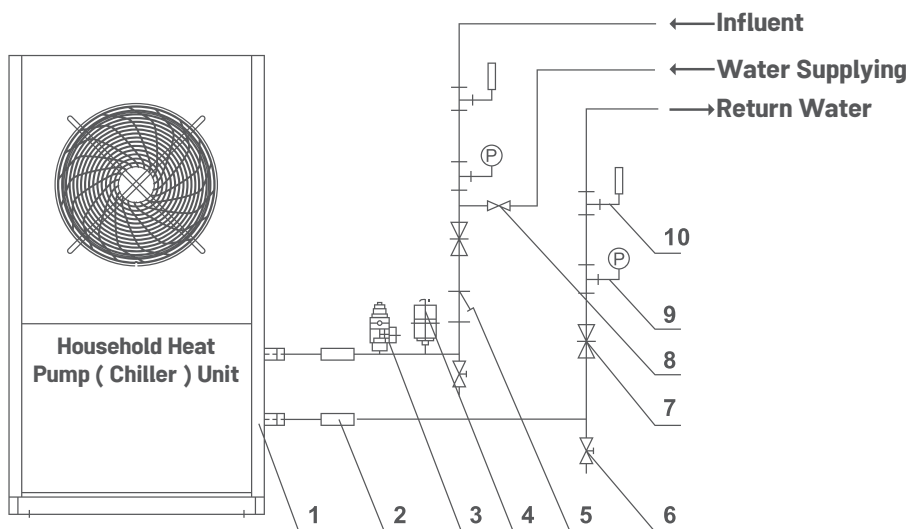 Influent
Water Supplying
Return Water
P
P
10
9
8
7
Household Heat
Pump ( Chiller ) Unit
1
2
3
4
5
6